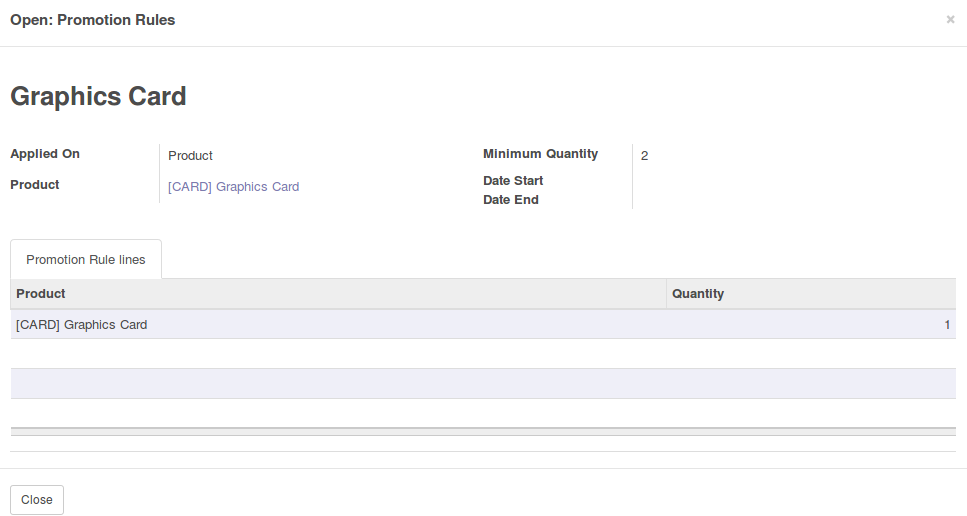 Open: Promotion Rules ×
Graphics Card
Applied On Product
Product [CARD] Graphics Card
Minimum Quantity 2
Date Start
Date End
Promotion Rule lines
Product Quantity
[CARD] Graphics Card 1
Close